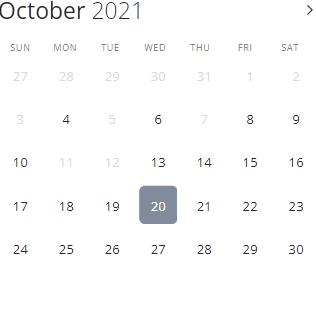 October 2021
SUN MON TUE WED THU FRI SAT
27 28 29 30 31 1 2
3 4 5 6 7 8 9
10 11 12 13 14 15 16
17 18 19 20 21 22 23
24 25 26 27 28 29 30